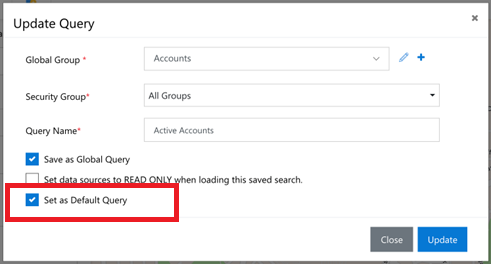 Update Query
Global Group *
Accounts
Security Group*
All Groups
Query Name*
Active Accounts
Save as Global Query
Set data sources to READ ONLY when loading this saved search.
Set as Default Query
Close
Update